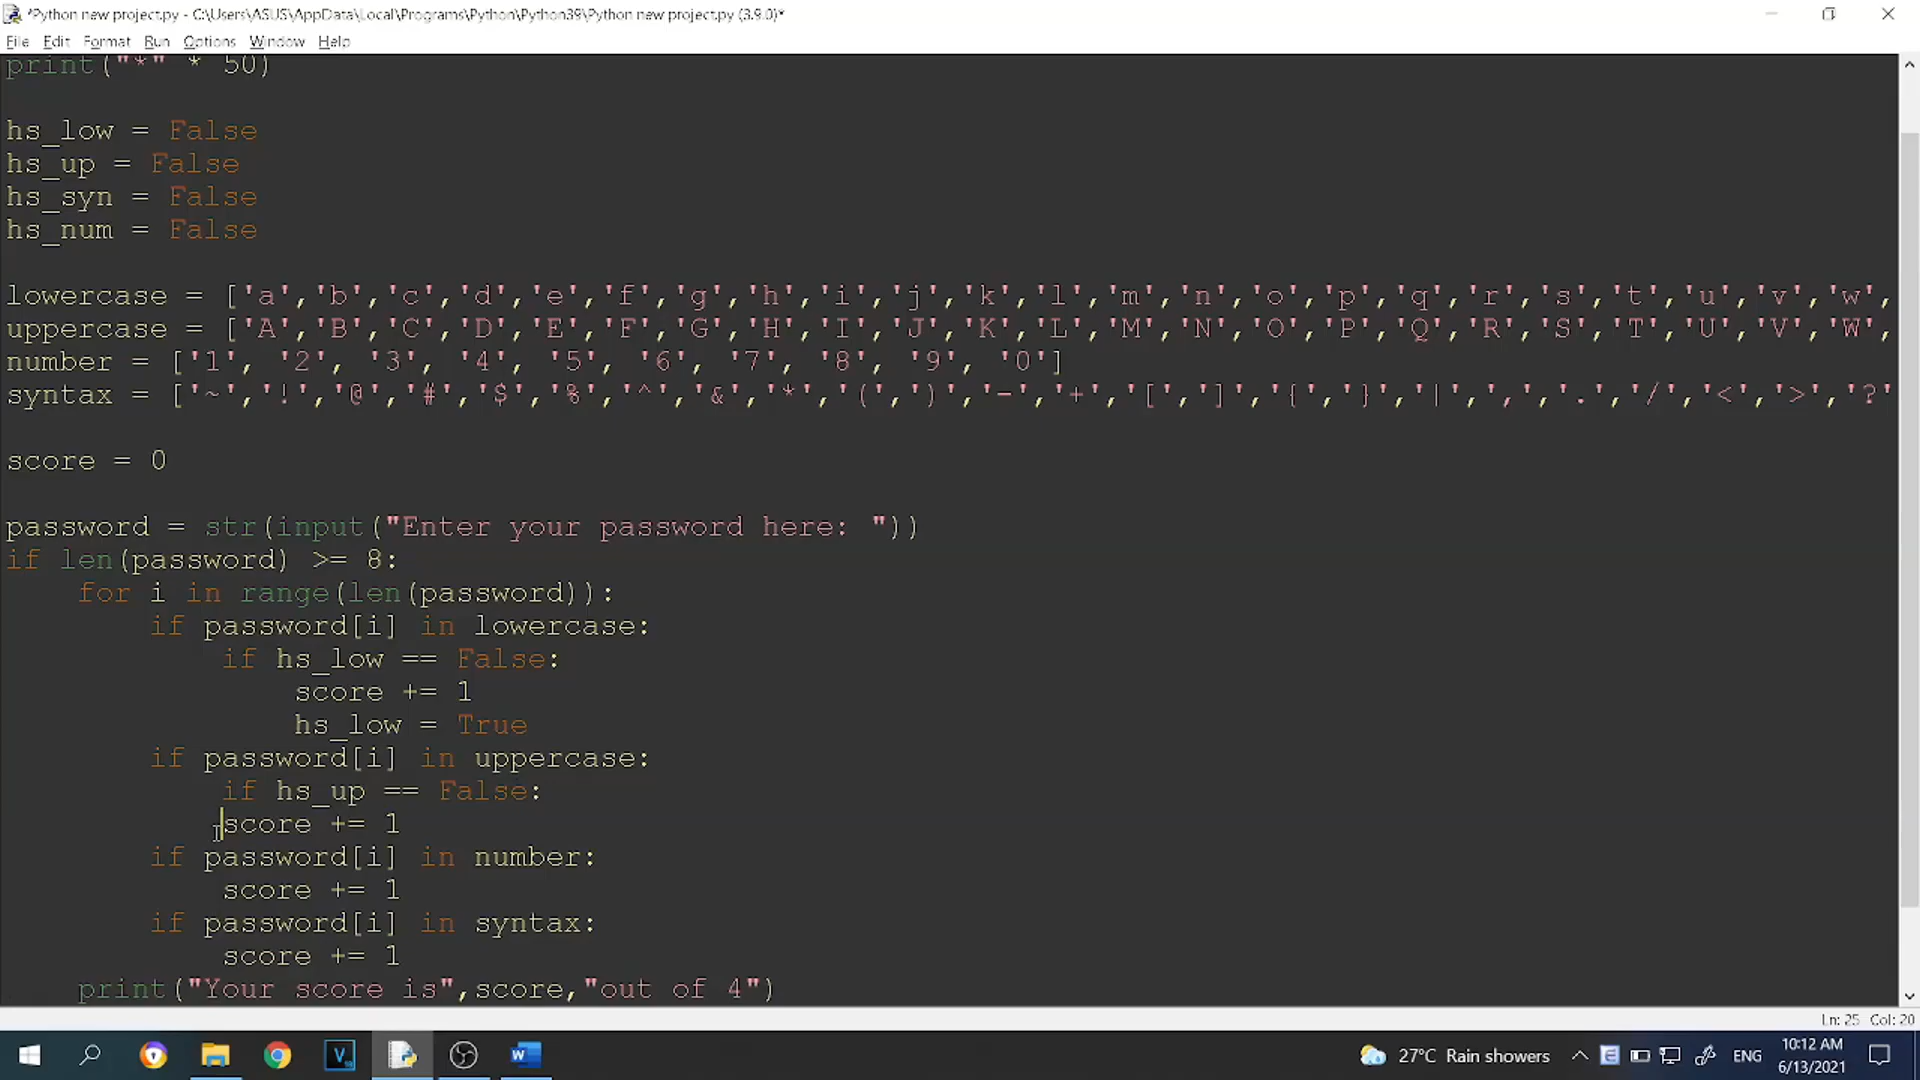 *Python new project.py - C:\Users\ASUS\AppData\Local\Programs\Python\Python39\Python new project.py (3.9.0)*
File Edit Format Run Options Window Help
print("*" * 50)
hs_low = False
hs_up = False
hs_syn = False
hs_num = False
lowercase = ['a','b','c','d','e','f','g','h','i','j','k','l','m','n','o','p','q','r','s','t','u','v','w',
uppercase = ['A','B','C','D','E','F','G','H','I','J','K','L','M','N','O','P','Q','R','S','T','U','V','W',
number = ['1', '2', '3', '4', '5', '6', '7', '8', '9', '0']
syntax = ['~','!','@','#','$','%','^','&','*','(',')','-','+','[',']','{','}','|',',','.','/','<','>','?'
score = 0
password = str(input("Enter your password here: "))
if len(password) >= 8:
for i in range(len(password)):
if password[i] in lowercase:
if hs_low == False:
score += 1
hs_low = True
if password[i] in uppercase:
if hs_up == False:
score += 1
if password[i] in number:
score += 1
if password[i] in syntax:
score += 1
print("Your score is",score,"out of 4")
Ln: 25 Col: 20
27°C Rain showers
ENG
10:12 AM
6/13/2021